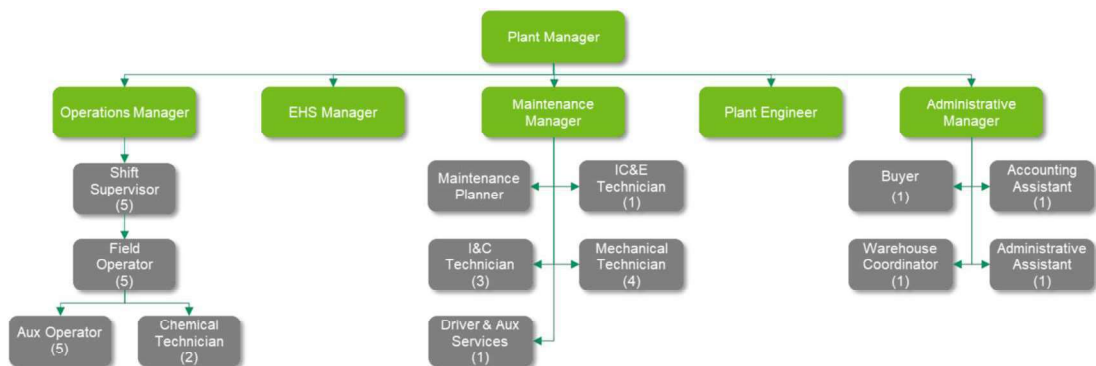 Plant Manager
Operations Manager
EHS Manager
Maintenance
Manager
Plant Engineer
Administrative
Manager
Shift
Supervisor
(5)
Maintenance
Planner
IC&E
Technician
(1)
Buyer
(1)
Accounting
Assistant
(1)
Field
Operator
(5)
I&C
Technician
(3)
Mechanical
Technician
(4)
Warehouse
Coordinator
(1)
Administrative
Assistant
(1)
Aux Operator
(5)
Chemical
Technician
(2)
Driver & Aux
Services
(1)